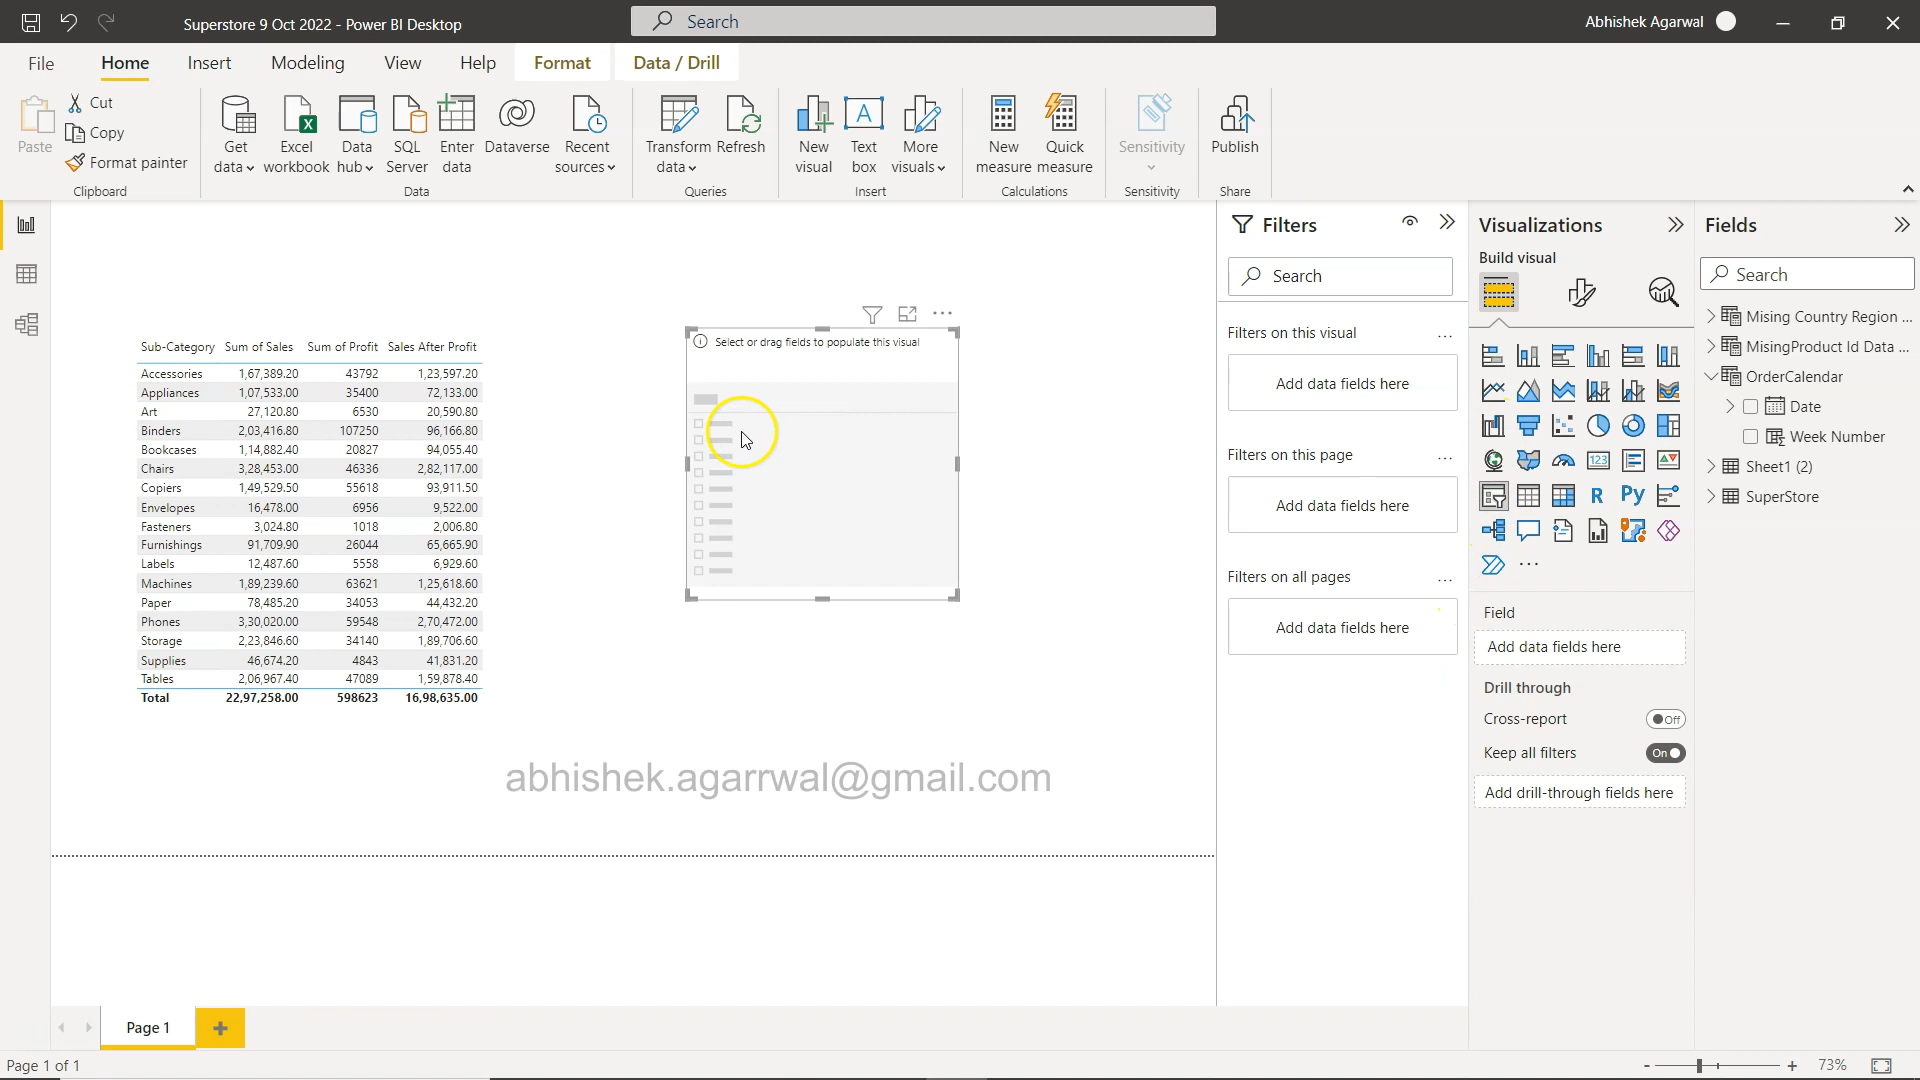 Superstore 9 Oct 2022 - Power BI Desktop
Search
Abhishek Agarwal
File Home Insert Modeling View Help Format Data / Drill
Paste
Cut
Copy
Format painter
Clipboard
Get data
Excel workbook
Data hub
SQL Server
Enter data
Dataverse
Recent sources
Data
Transform data
Refresh
Queries
New visual
Text box
More visuals
Insert
New measure
Quick measure
Calculations
Sensitivity
Sensitivity
Publish
Share
Sub-Category Sum of Sales Sum of Profit Sales After Profit
Accessories 1,67,389.20 43792 1,23,597.20
Appliances 1,07,533.00 35400 72,133.00
Art 27,120.80 6530 20,590.80
Binders 2,03,416.80 107250 96,166.80
Bookcases 1,14,882.40 20827 94,055.40
Chairs 3,28,453.00 46336 2,82,117.00
Copiers 1,49,529.50 55618 93,911.50
Envelopes 16,478.00 6956 9,522.00
Fasteners 3,024.80 1018 2,006.80
Furnishings 91,709.90 26044 65,665.90
Labels 12,487.60 5558 6,929.60
Machines 1,89,239.60 63621 1,25,618.60
Paper 78,485.20 34053 44,432.20
Phones 3,30,020.00 59548 2,70,472.00
Storage 2,23,846.60 34140 1,89,706.60
Supplies 46,674.20 4843 41,831.20
Tables 2,06,967.40 47089 1,59,878.40
Total 22,97,258.00 598623 16,98,635.00
Select or drag fields to populate this visual
abhishek.agarrwal@gmail.com
Filters
Search
Filters on this visual ...
Add data fields here
Filters on this page ...
Add data fields here
Filters on all pages ...
Add data fields here
Visualizations
Build visual
123
R
Py
...
Field
Add data fields here
Drill through
Cross-report Off
Keep all filters On
Add drill-through fields here
Fields
Search
Mising Country Region ...
MisingProduct Id Data ...
OrderCalendar
Date
Week Number
Sheet1 (2)
SuperStore
Page 1
+
Page 1 of 1
- + 73%